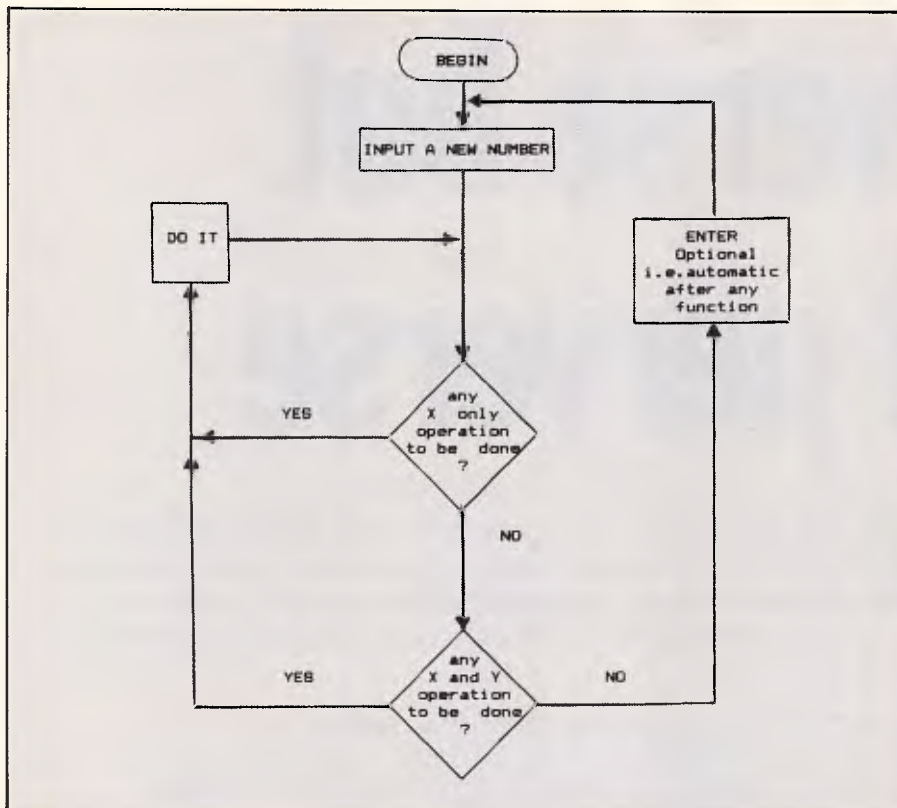 BEGIN
INPUT A NEW NUMBER
DO IT
ENTER
Optional
i.e.automatic
after any
function
any
X only
operation
to be done
?
YES
NO
any
X and Y
operation
to be done
?
YES
NO